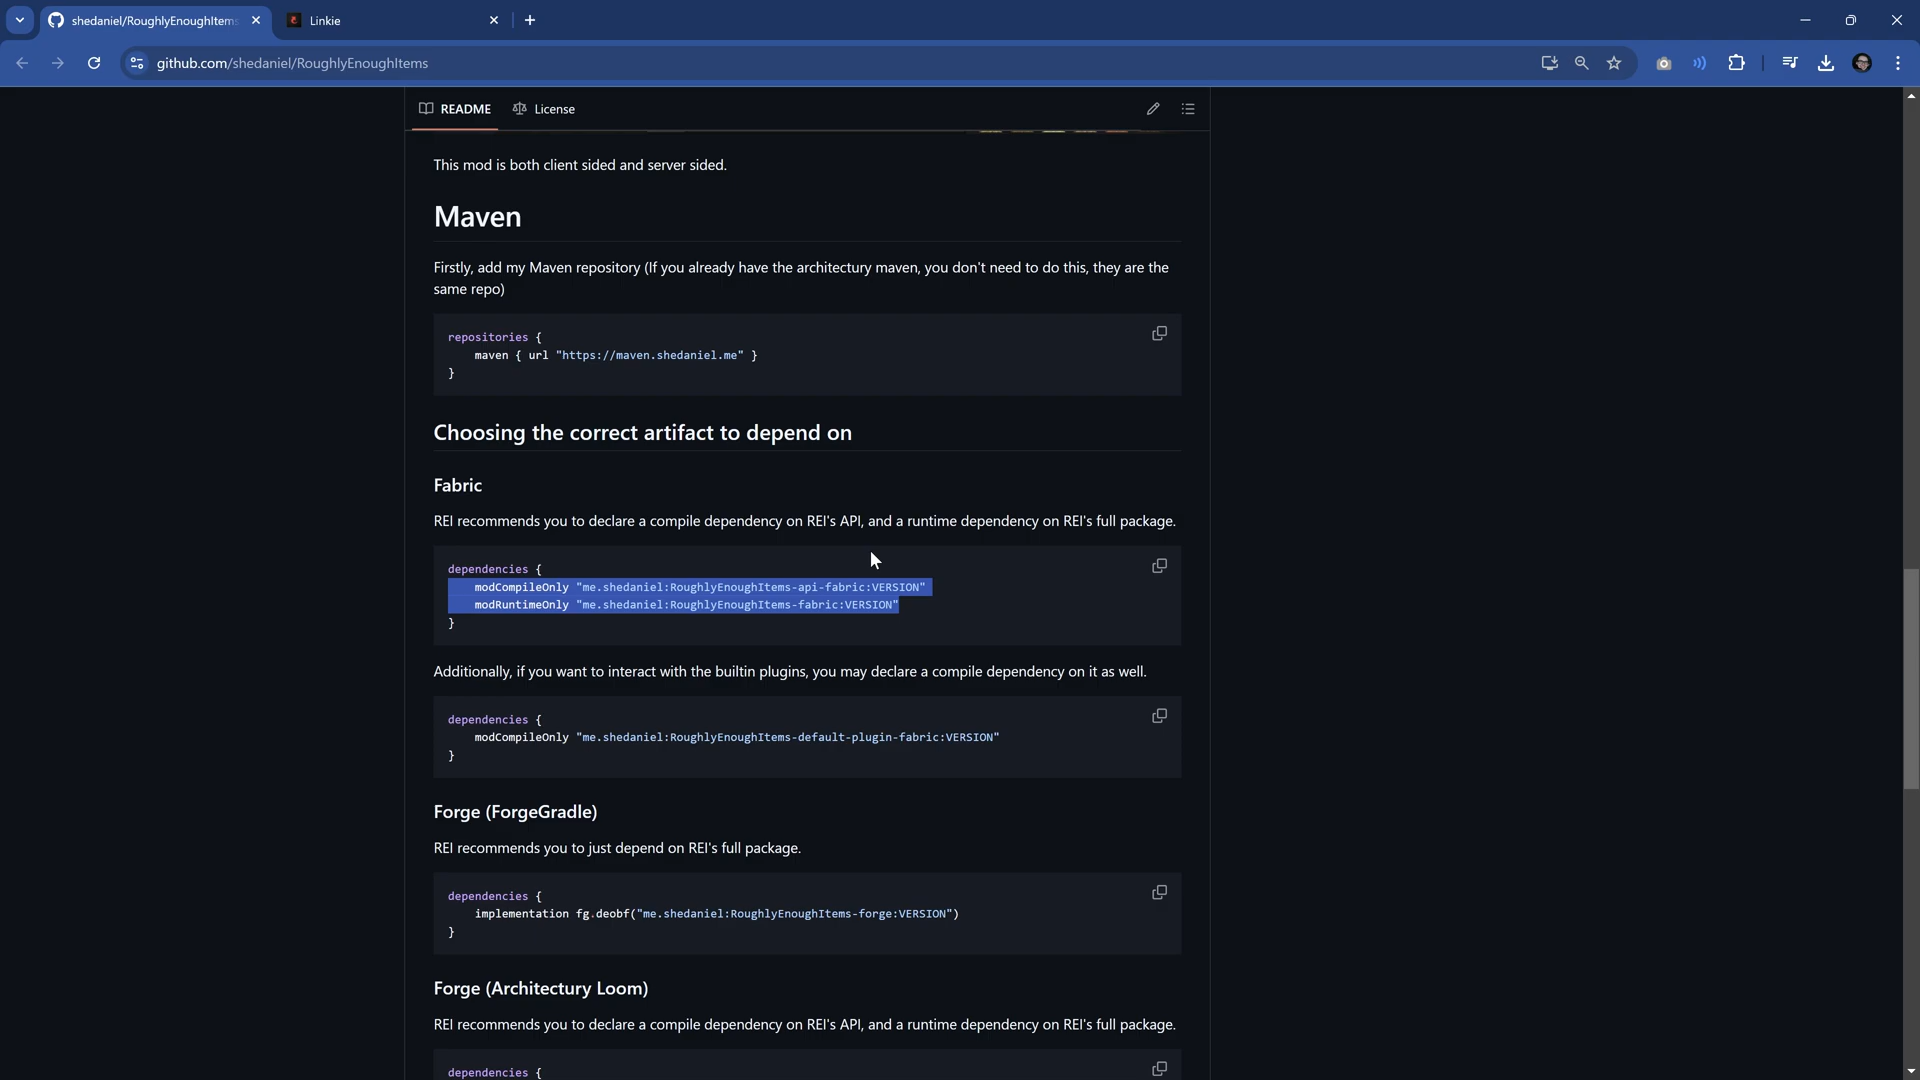 shedaniel/RoughlyEnoughItems
Linkie
github.com/shedaniel/RoughlyEnoughItems
README
License
This mod is both client sided and server sided.
Maven
Firstly, add my Maven repository (If you already have the architectury maven, you don't need to do this, they are the
same repo)
repositories {
maven { url "https://maven.shedaniel.me" }
}
Choosing the correct artifact to depend on
Fabric
REI recommends you to declare a compile dependency on REI's API, and a runtime dependency on REI's full package.
dependencies {
modCompileOnly "me.shedaniel:RoughlyEnoughItems-api-fabric:VERSION"
modRuntimeOnly "me.shedaniel:RoughlyEnoughItems-fabric:VERSION"
}
Additionally, if you want to interact with the builtin plugins, you may declare a compile dependency on it as well.
dependencies {
modCompileOnly "me.shedaniel:RoughlyEnoughItems-default-plugin-fabric:VERSION"
}
Forge (ForgeGradle)
REI recommends you to just depend on REI's full package.
dependencies {
implementation fg.deobf("me.shedaniel:RoughlyEnoughItems-forge:VERSION")
}
Forge (Architectury Loom)
REI recommends you to declare a compile dependency on REI's API, and a runtime dependency on REI's full package.
dependencies {